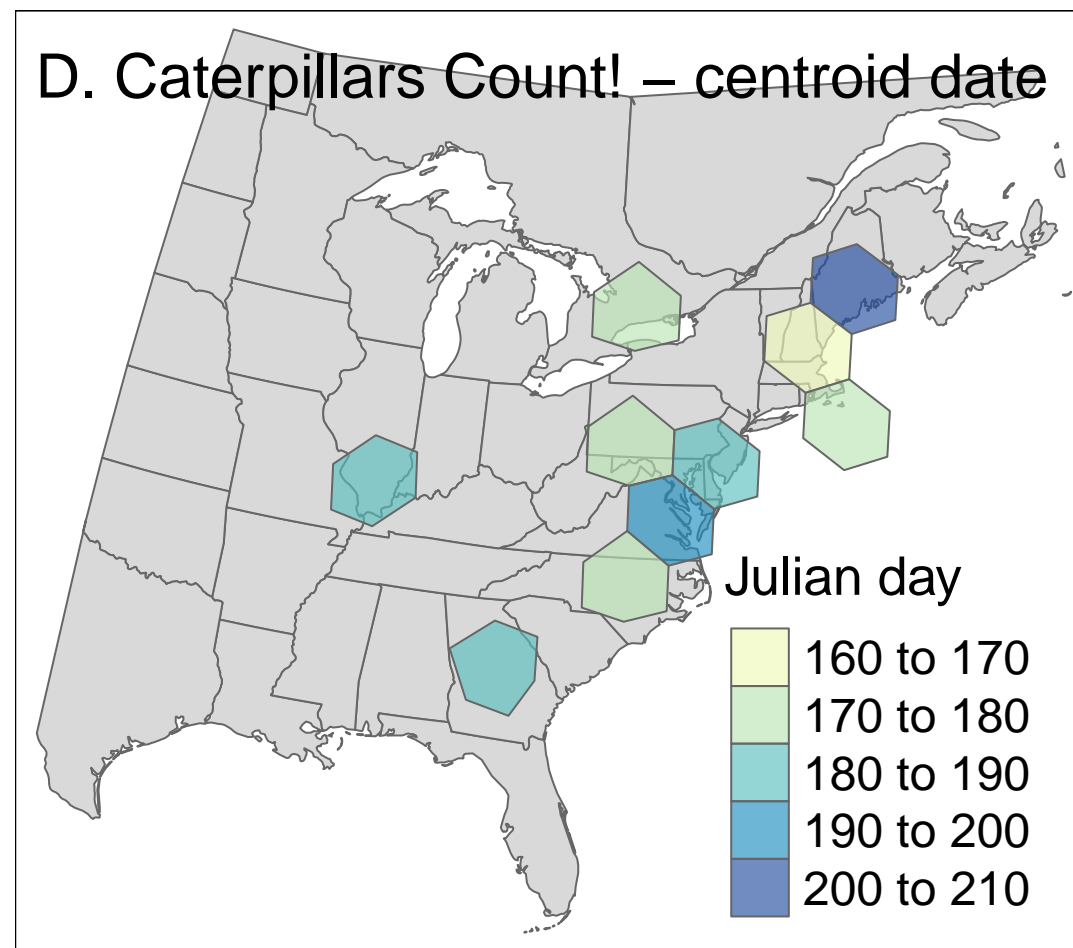 D. Caterpillars Count! – centroid date
Julian day
160 to 170
170 to 180
180 to 190
190 to 200
200 to 210